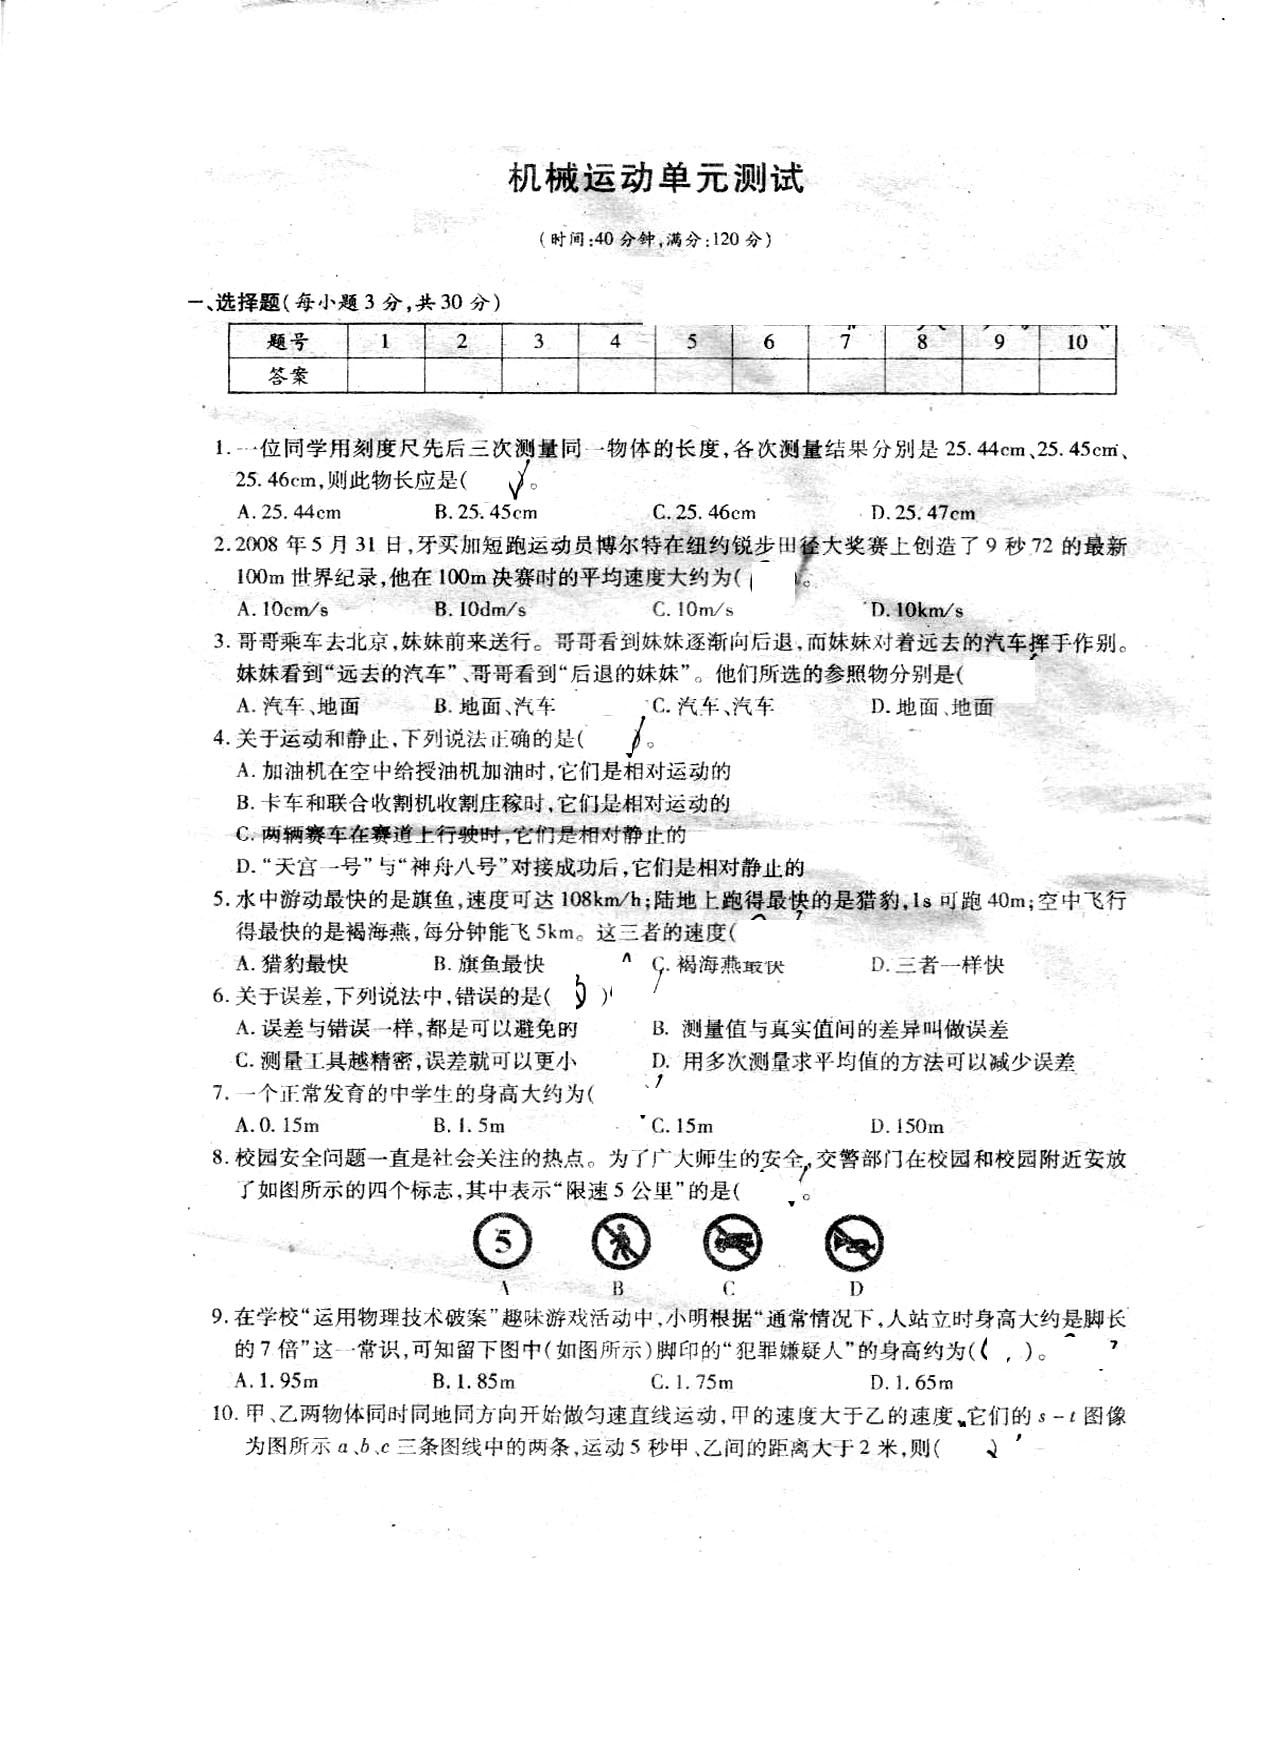 机械运动单元测试
(时间:40分钟,满分:120分)
一、选择题(每小题3分,共30分)
题号 1 2 3 4 5 6 7 8 9 10
答案
1. 一位同学用刻度尺先后三次测量同一物体的长度,各次测量结果分别是25.44cm、25.45cm、
25.46cm,则此物长应是( 。
A. 25.44cm B. 25.45cm C. 25.46cm D. 25.47cm
2. 2008年5月31日,牙买加短跑运动员博尔特在纽约锐步田径大奖赛上创造了9秒72的最新
100m世界纪录,他在100m决赛时的平均速度大约为( )。
A. 10cm/s B. 10dm/s C. 10m/s D. 10km/s
3. 哥哥乘车去北京,妹妹前来送行。哥哥看到妹妹逐渐向后退,而妹妹对着远去的汽车挥手作别。
妹妹看到“远去的汽车”、哥哥看到“后退的妹妹”。他们所选的参照物分别是(
A. 汽车、地面 B. 地面、汽车 C. 汽车、汽车 D. 地面、地面
4. 关于运动和静止,下列说法正确的是( 。
A. 加油机在空中给授油机加油时,它们是相对运动的
B. 卡车和联合收割机收割庄稼时,它们是相对运动的
C. 两辆赛车在赛道上行驶时,它们是相对静止的
D. “天宫一号”与“神舟八号”对接成功后,它们是相对静止的
5. 水中游动最快的是旗鱼,速度可达108km/h;陆地上跑得最快的是猎豹,1s可跑40m;空中飞行
得最快的是褐海燕,每分钟能飞5km。这三者的速度(
A. 猎豹最快 B. 旗鱼最快 C. 褐海燕最快 D. 三者一样快
6. 关于误差,下列说法中,错误的是( )
A. 误差与错误一样,都是可以避免的 B. 测量值与真实值间的差异叫做误差
C. 测量工具越精密,误差就可以更小 D. 用多次测量求平均值的方法可以减少误差
7. 一个正常发育的中学生的身高大约为(
A. 0.15m B. 1.5m C. 15m D. 150m
8. 校园安全问题一直是社会关注的热点。为了广大师生的安全,交警部门在校园和校园附近安放
了如图所示的四个标志,其中表示“限速5公里”的是( 。
5
A B C D
9. 在学校“运用物理技术破案”趣味游戏活动中,小明根据“通常情况下,人站立时身高大约是脚长
的7倍”这一常识,可知留下图中(如图所示)脚印的“犯罪嫌疑人”的身高约为( )。
A. 1.95m B. 1.85m C. 1.75m D. 1.65m
10. 甲、乙两物体同时同地同方向开始做匀速直线运动,甲的速度大于乙的速度,它们的s-t图像
为图所示a、b、c三条图线中的两条,运动5秒甲、乙间的距离大于2米,则(